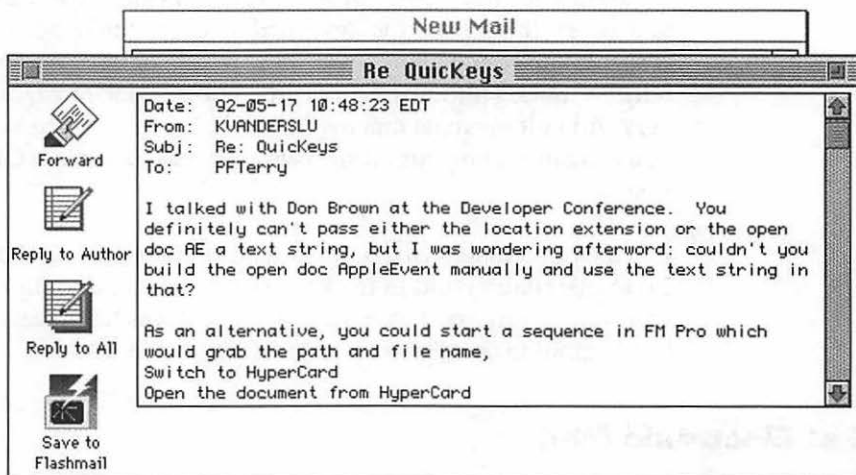 New Mail
Re QuicKeys
Forward
Reply to Author
Reply to All
Save to
Flashmail
Date: 92-05-17 10:48:23 EDT
From: KVANDERSLU
Subj: Re: QuicKeys
To: PFTerry
I talked with Don Brown at the Developer Conference. You
definitely can't pass either the location extension or the open
doc AE a text string, but I was wondering afterword: couldn't you
build the open doc AppleEvent manually and use the text string in
that?
As an alternative, you could start a sequence in FM Pro which
would grab the path and file name,
Switch to HyperCard
Open the document from HyperCard